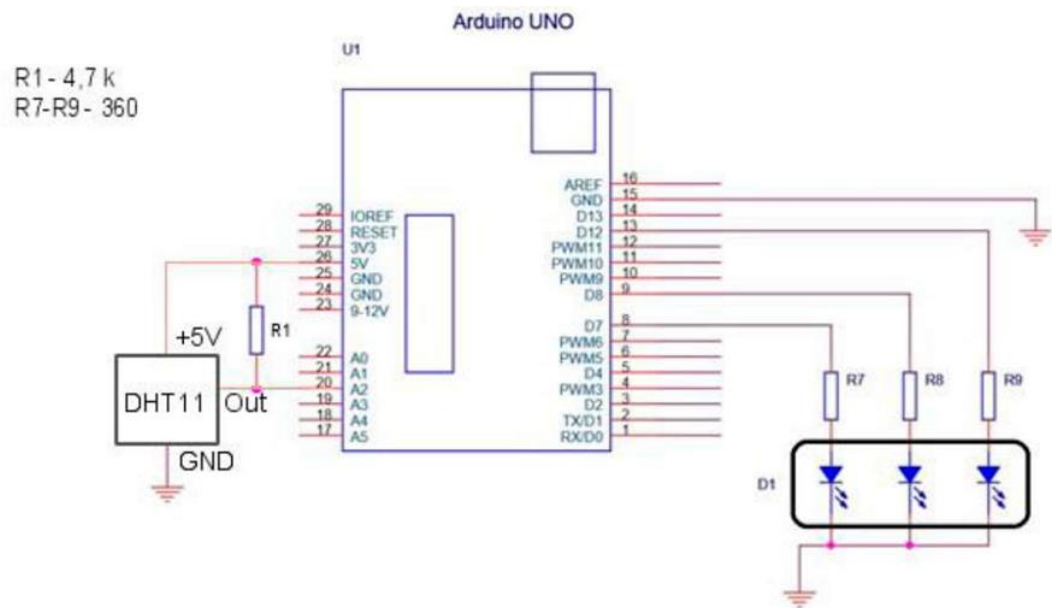 Arduino UNO
U1
R1 - 4,7 k
R7-R9 - 360
AREF 16
GND 15
D13 14
D12 13
PWM11 12
PWM10 11
PWM9 10
D8 9
D7 8
PWM6 7
PWM5 6
D4 5
PWM3 4
D2 3
TX/D1 2
RX/D0 1
29 IOREF
28 RESET
27 3V3
26 5V
25 GND
24 GND
23 9-12V
22 A0
21 A1
20 A2
19 A3
18 A4
17 A5
R1
+5V
DHT11 Out
GND
R7 R8 R9
D1